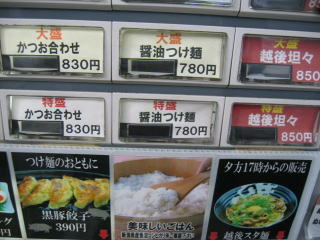 大盛
かつお合わせ
830円
大盛
醤油つけ麺
780円
大盛
越後坦々
850
特盛
かつお合わせ
830円
特盛
醤油つけ麺
780円
特盛
越後坦々
850円
つけ麺のおともに
黒豚餃子
390円
美味しいごはん
夕方17時からの販売
越後スタ麺